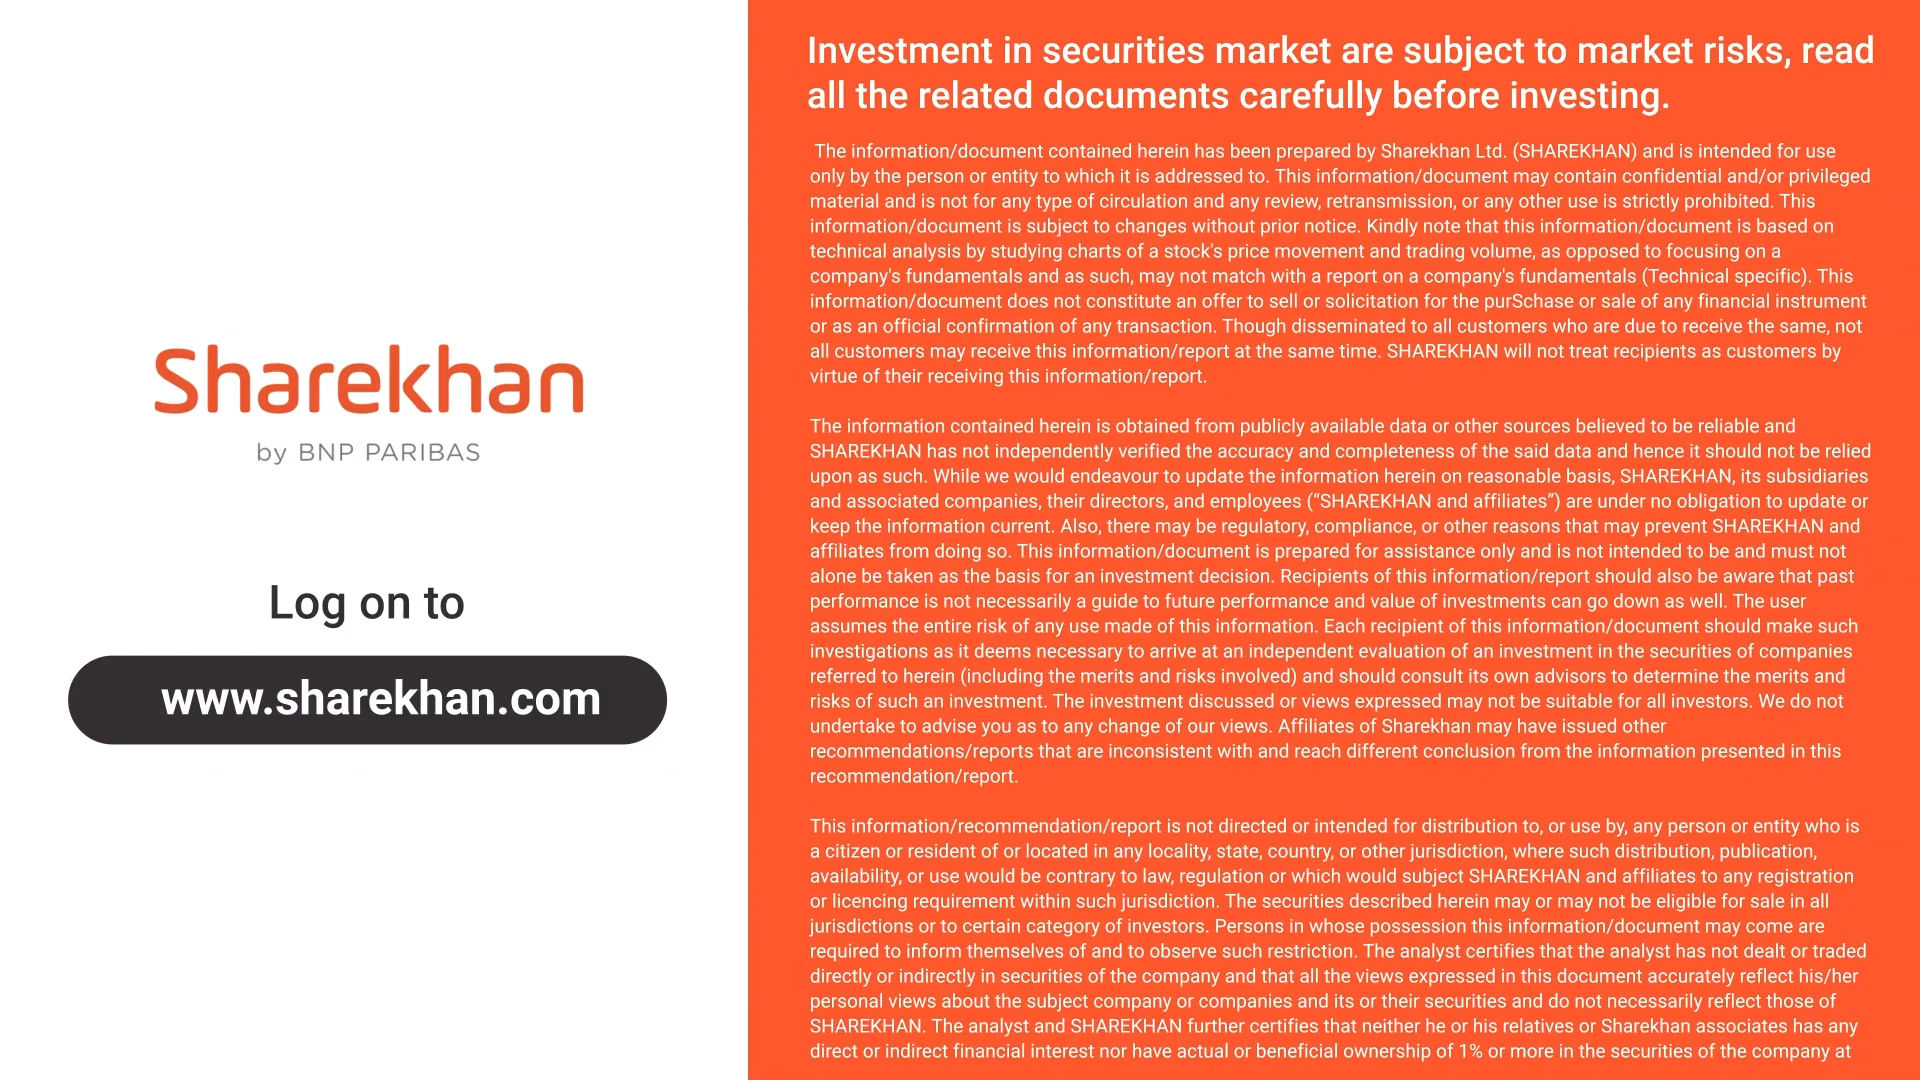 Sharekhan
by BNP PARIBAS
Log on to
www.sharekhan.com
Investment in securities market are subject to market risks, read
all the related documents carefully before investing.
The information/document contained herein has been prepared by Sharekhan Ltd. (SHAREKHAN) and is intended for use
only by the person or entity to which it is addressed to. This information/document may contain confidential and/or privileged
material and is not for any type of circulation and any review, retransmission, or any other use is strictly prohibited. This
information/document is subject to changes without prior notice. Kindly note that this information/document is based on
technical analysis by studying charts of a stock's price movement and trading volume, as opposed to focusing on a
company's fundamentals and as such, may not match with a report on a company's fundamentals (Technical specific). This
information/document does not constitute an offer to sell or solicitation for the purSchase or sale of any financial instrument
or as an official confirmation of any transaction. Though disseminated to all customers who are due to receive the same, not
all customers may receive this information/report at the same time. SHAREKHAN will not treat recipients as customers by
virtue of their receiving this information/report.
The information contained herein is obtained from publicly available data or other sources believed to be reliable and
SHAREKHAN has not independently verified the accuracy and completeness of the said data and hence it should not be relied
upon as such. While we would endeavour to update the information herein on reasonable basis, SHAREKHAN, its subsidiaries
and associated companies, their directors, and employees (“SHAREKHAN and affiliates”) are under no obligation to update or
keep the information current. Also, there may be regulatory, compliance, or other reasons that may prevent SHAREKHAN and
affiliates from doing so. This information/document is prepared for assistance only and is not intended to be and must not
alone be taken as the basis for an investment decision. Recipients of this information/report should also be aware that past
performance is not necessarily a guide to future performance and value of investments can go down as well. The user
assumes the entire risk of any use made of this information. Each recipient of this information/document should make such
investigations as it deems necessary to arrive at an independent evaluation of an investment in the securities of companies
referred to herein (including the merits and risks involved) and should consult its own advisors to determine the merits and
risks of such an investment. The investment discussed or views expressed may not be suitable for all investors. We do not
undertake to advise you as to any change of our views. Affiliates of Sharekhan may have issued other
recommendations/reports that are inconsistent with and reach different conclusion from the information presented in this
recommendation/report.
This information/recommendation/report is not directed or intended for distribution to, or use by, any person or entity who is
a citizen or resident of or located in any locality, state, country, or other jurisdiction, where such distribution, publication,
availability, or use would be contrary to law, regulation or which would subject SHAREKHAN and affiliates to any registration
or licencing requirement within such jurisdiction. The securities described herein may or may not be eligible for sale in all
jurisdictions or to certain category of investors. Persons in whose possession this information/document may come are
required to inform themselves of and to observe such restriction. The analyst certifies that the analyst has not dealt or traded
directly or indirectly in securities of the company and that all the views expressed in this document accurately reflect his/her
personal views about the subject company or companies and its or their securities and do not necessarily reflect those of
SHAREKHAN. The analyst and SHAREKHAN further certifies that neither he or his relatives or Sharekhan associates has any
direct or indirect financial interest nor have actual or beneficial ownership of 1% or more in the securities of the company at